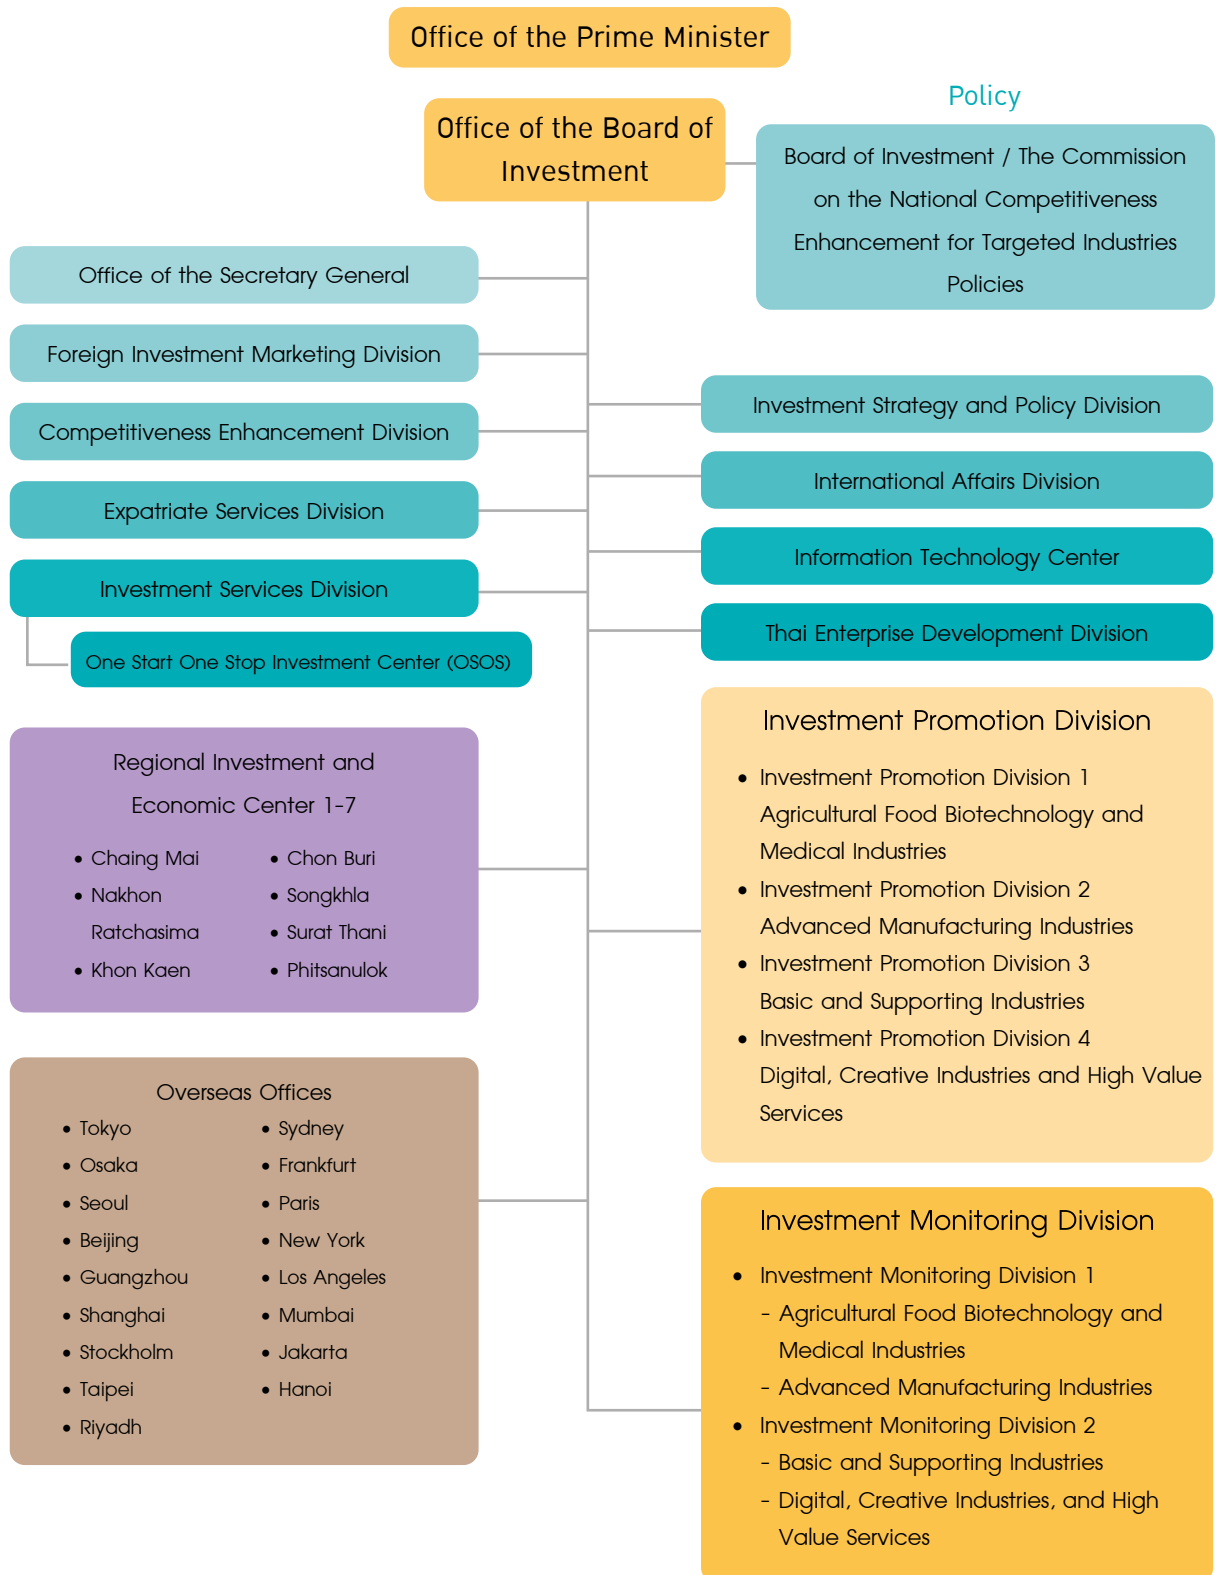 Office of the Prime Minister
Office of the Board of
Investment
Policy
Board of Investment / The Commission
on the National Competitiveness
Enhancement for Targeted Industries
Policies
Office of the Secretary General
Foreign Investment Marketing Division
Competitiveness Enhancement Division
Expatriate Services Division
Investment Services Division
One Start One Stop Investment Center (OSOS)
Investment Strategy and Policy Division
International Affairs Division
Information Technology Center
Thai Enterprise Development Division
Regional Investment and
Economic Center 1-7
• Chaing Mai
• Nakhon
Ratchasima
• Khon Kaen
• Chon Buri
• Songkhla
• Surat Thani
• Phitsanulok
Overseas Offices
• Tokyo
• Osaka
• Seoul
• Beijing
• Guangzhou
• Shanghai
• Stockholm
• Taipei
• Riyadh
• Sydney
• Frankfurt
• Paris
• New York
• Los Angeles
• Mumbai
• Jakarta
• Hanoi
Investment Promotion Division
• Investment Promotion Division 1
Agricultural Food Biotechnology and
Medical Industries
• Investment Promotion Division 2
Advanced Manufacturing Industries
• Investment Promotion Division 3
Basic and Supporting Industries
• Investment Promotion Division 4
Digital, Creative Industries and High Value
Services
Investment Monitoring Division
• Investment Monitoring Division 1
- Agricultural Food Biotechnology and
Medical Industries
- Advanced Manufacturing Industries
• Investment Monitoring Division 2
- Basic and Supporting Industries
- Digital, Creative Industries, and High
Value Services